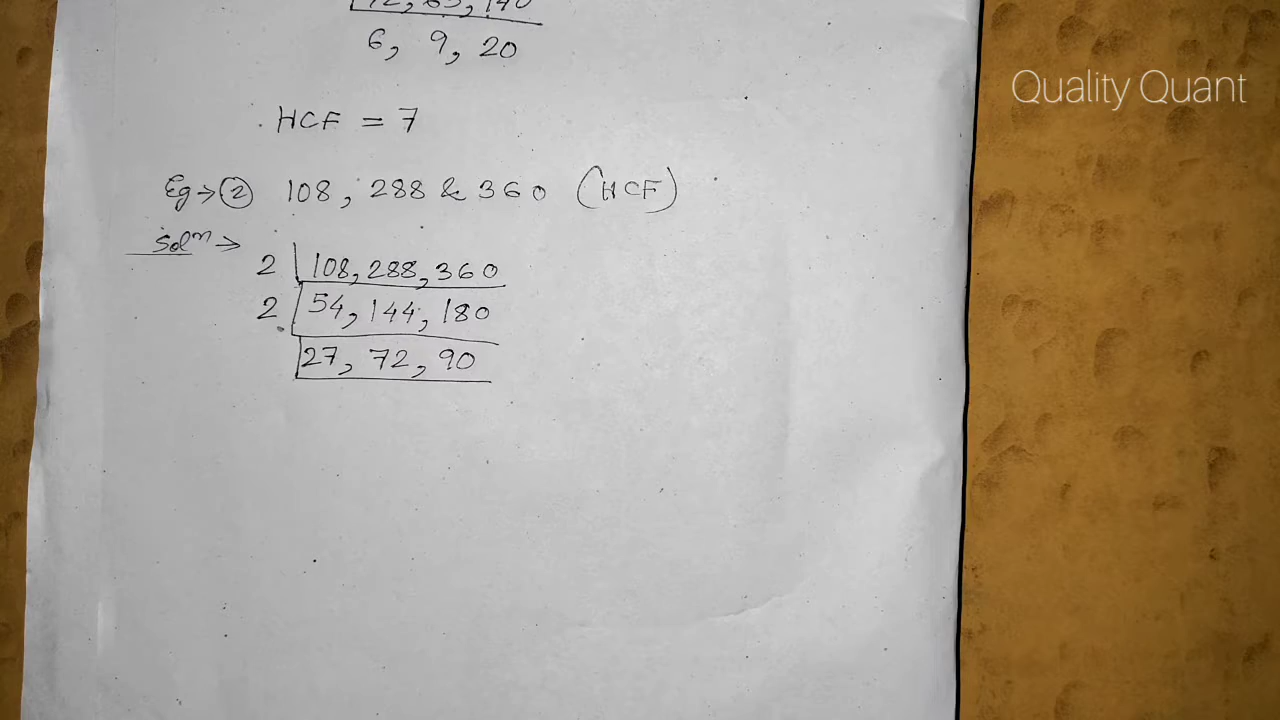 6, 9, 20
HCF = 7
Quality Quant
Eg → ② 108, 288 & 360 (HCF)
Solⁿ →
2 | 108, 288, 360
2 | 54, 144, 180
27, 72, 90